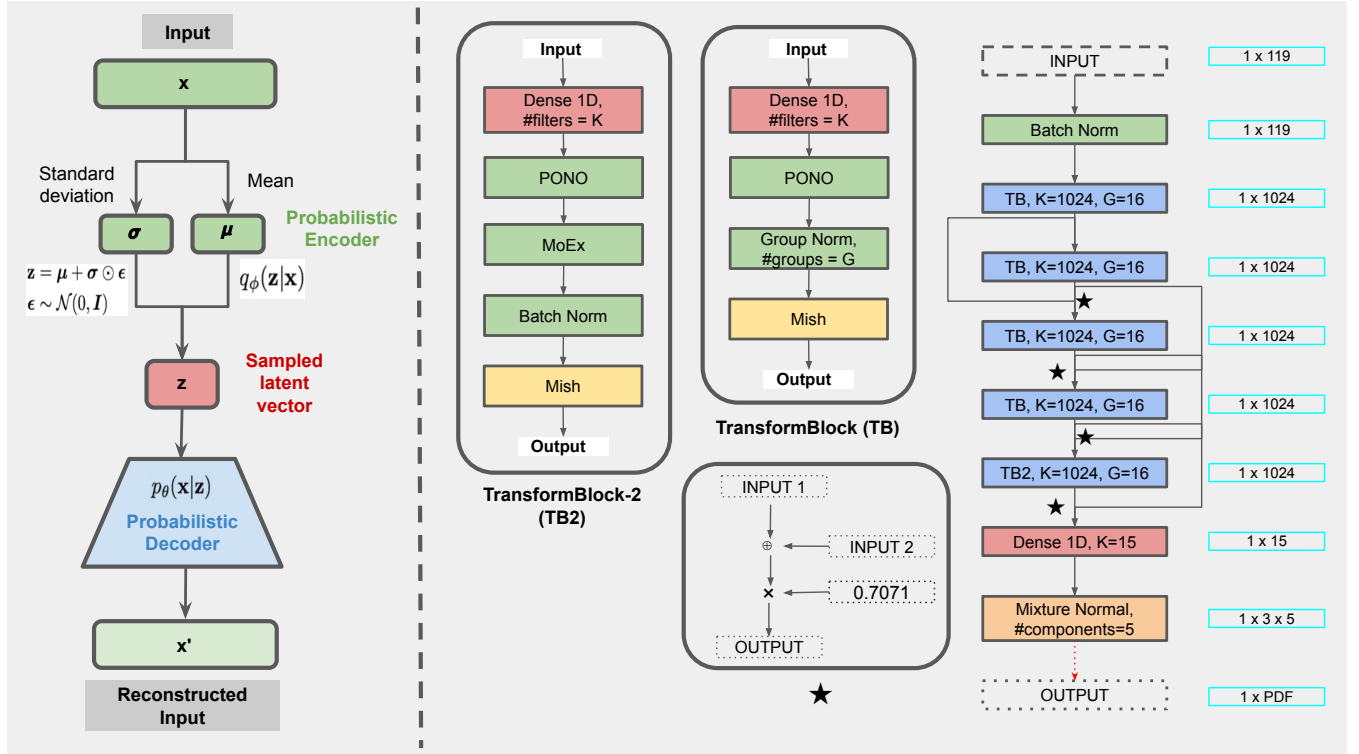 Input
x
Standard
deviation
Mean
σ
μ
Probabilistic
Encoder
z = μ + σ ⊙ ϵ
ϵ ∼ 𝒩(0, I)
qϕ(z|x)
z
Sampled
latent
vector
pθ(x|z)
Probabilistic
Decoder
x'
Reconstructed
Input
Input
Dense 1D,
#filters = K
PONO
MoEx
Batch Norm
Mish
Output
TransformBlock-2
(TB2)
Input
Dense 1D,
#filters = K
PONO
Group Norm,
#groups = G
Mish
Output
TransformBlock (TB)
INPUT 1
⊕
INPUT 2
×
0.7071
OUTPUT
★
INPUT
1 x 119
Batch Norm
1 x 119
TB, K=1024, G=16
1 x 1024
TB, K=1024, G=16
1 x 1024
★
TB, K=1024, G=16
1 x 1024
★
TB, K=1024, G=16
1 x 1024
★
TB2, K=1024, G=16
1 x 1024
★
Dense 1D, K=15
1 x 15
Mixture Normal,
#components=5
1 x 3 x 5
OUTPUT
1 x PDF